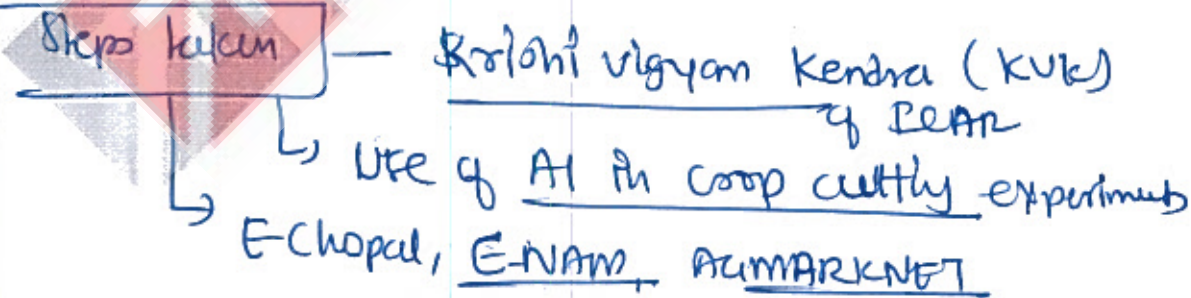 Steps taken — Krishi Vigyan Kendra (KVK)
of ICAR
Use of AI in crop cutting experiments
E-Chopal, E-NAM, AGMARKNET